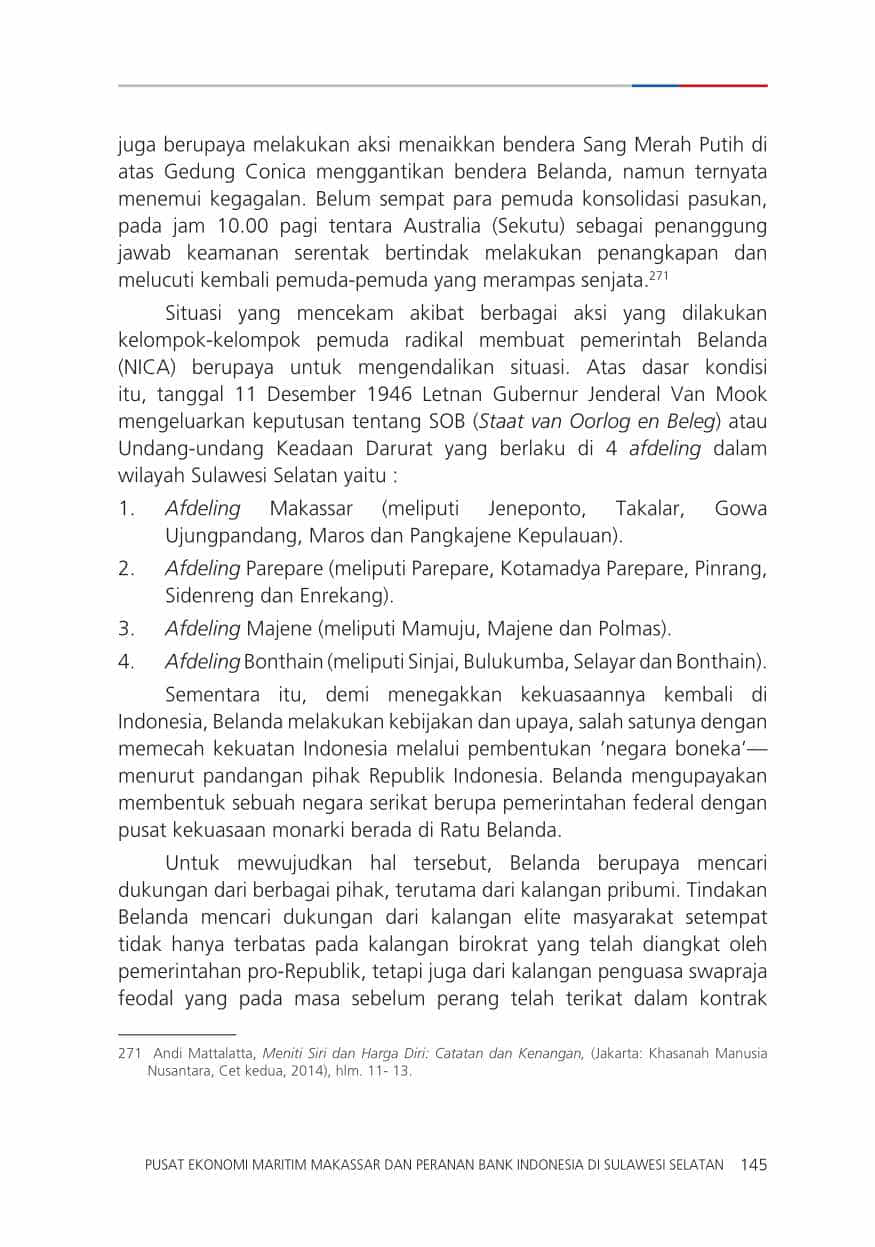 juga berupaya melakukan aksi menaikkan bendera Sang Merah Putih di
atas Gedung Conica menggantikan bendera Belanda, namun ternyata
menemui kegagalan. Belum sempat para pemuda konsolidasi pasukan,
pada jam 10.00 pagi tentara Australia (Sekutu) sebagai penanggung
jawab keamanan serentak bertindak melakukan penangkapan dan
melucuti kembali pemuda-pemuda yang merampas senjata.271
Situasi yang mencekam akibat berbagai aksi yang dilakukan
kelompok-kelompok pemuda radikal membuat pemerintah Belanda
(NICA) berupaya untuk mengendalikan situasi. Atas dasar kondisi
itu, tanggal 11 Desember 1946 Letnan Gubernur Jenderal Van Mook
mengeluarkan keputusan tentang SOB (Staat van Oorlog en Beleg) atau
Undang-undang Keadaan Darurat yang berlaku di 4 afdeling dalam
wilayah Sulawesi Selatan yaitu :
1. Afdeling Makassar (meliputi Jeneponto, Takalar, Gowa
Ujungpandang, Maros dan Pangkajene Kepulauan).
2. Afdeling Parepare (meliputi Parepare, Kotamadya Parepare, Pinrang,
Sidenreng dan Enrekang).
3. Afdeling Majene (meliputi Mamuju, Majene dan Polmas).
4. Afdeling Bonthain (meliputi Sinjai, Bulukumba, Selayar dan Bonthain).
Sementara itu, demi menegakkan kekuasaannya kembali di
Indonesia, Belanda melakukan kebijakan dan upaya, salah satunya dengan
memecah kekuatan Indonesia melalui pembentukan ’negara boneka’—
menurut pandangan pihak Republik Indonesia. Belanda mengupayakan
membentuk sebuah negara serikat berupa pemerintahan federal dengan
pusat kekuasaan monarki berada di Ratu Belanda.
Untuk mewujudkan hal tersebut, Belanda berupaya mencari
dukungan dari berbagai pihak, terutama dari kalangan pribumi. Tindakan
Belanda mencari dukungan dari kalangan elite masyarakat setempat
tidak hanya terbatas pada kalangan birokrat yang telah diangkat oleh
pemerintahan pro-Republik, tetapi juga dari kalangan penguasa swapraja
feodal yang pada masa sebelum perang telah terikat dalam kontrak
271 Andi Mattalatta, Meniti Siri dan Harga Diri: Catatan dan Kenangan, (Jakarta: Khasanah Manusia
Nusantara, Cet kedua, 2014), hlm. 11- 13.
PUSAT EKONOMI MARITIM MAKASSAR DAN PERANAN BANK INDONESIA DI SULAWESI SELATAN 145